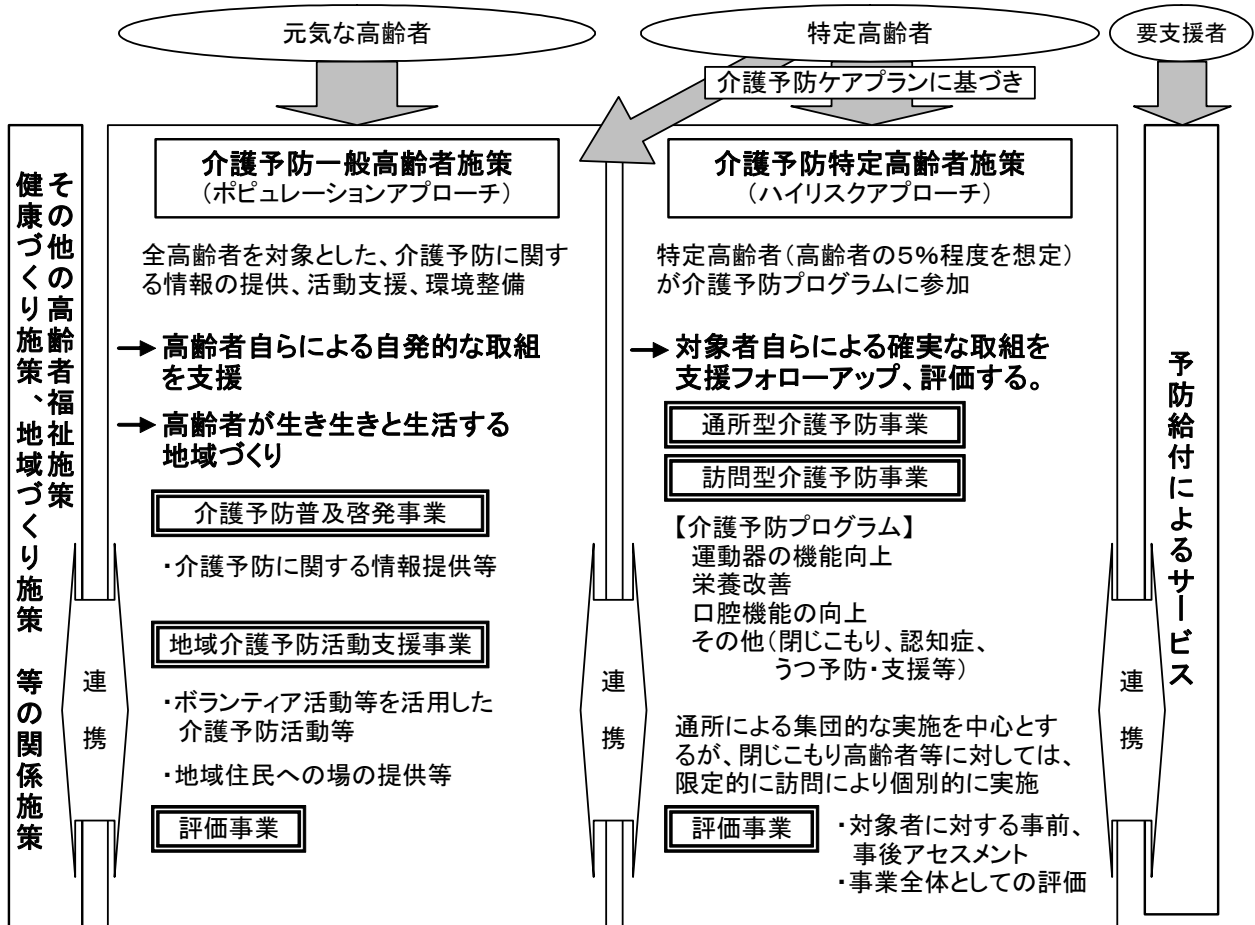 元気な高齢者
特定高齢者
要支援者
介護予防ケアプランに基づき
その他の高齢者福祉施策
健康づくり施策、地域づくり施策 等の関係施策
介護予防一般高齢者施策
(ポピュレーションアプローチ)
全高齢者を対象とした、介護予防に関す
る情報の提供、活動支援、環境整備
→ 高齢者自らによる自発的な取組
を支援
→ 高齢者が生き生きと生活する
地域づくり
介護予防普及啓発事業
・介護予防に関する情報提供等
地域介護予防活動支援事業
・ボランティア活動等を活用した
介護予防活動等
・地域住民への場の提供等
評価事業
介護予防特定高齢者施策
(ハイリスクアプローチ)
特定高齢者(高齢者の5%程度を想定)
が介護予防プログラムに参加
→ 対象者自らによる確実な取組を
支援フォローアップ、評価する。
通所型介護予防事業
訪問型介護予防事業
【介護予防プログラム】
運動器の機能向上
栄養改善
口腔機能の向上
その他(閉じこもり、認知症、
うつ予防・支援等)
通所による集団的な実施を中心とす
るが、閉じこもり高齢者等に対しては、
限定的に訪問により個別的に実施
評価事業
・対象者に対する事前、
事後アセスメント
・事業全体としての評価
連携
連携
連携
予防給付によるサービス